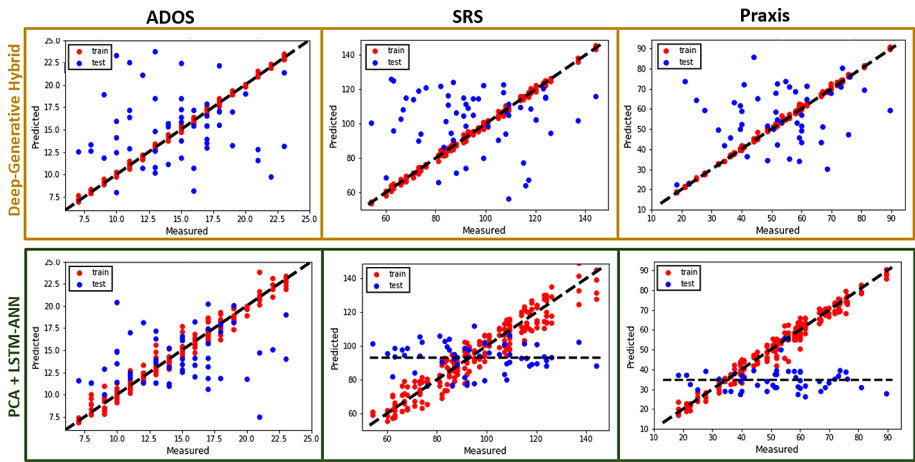 ADOS SRS Praxis
Deep-Generative Hybrid
Predicted
25.0
22.5
20.0
17.5
15.0
12.5
10.0
7.5
train
test
7.5 10.0 12.5 15.0 17.5 20.0 22.5 25.0
Measured
Predicted
140
120
100
80
60
train
test
60 80 100 120 140
Measured
Predicted
90
80
70
60
50
40
30
20
10
train
test
10 20 30 40 50 60 70 80 90
Measured
PCA + LSTM-ANN
Predicted
25.0
22.5
20.0
17.5
15.0
12.5
10.0
7.5
train
test
7.5 10.0 12.5 15.0 17.5 20.0 22.5 25.0
Measured
Predicted
140
120
100
80
60
train
test
60 80 100 120 140
Measured
Predicted
90
80
70
60
50
40
30
20
10
train
test
10 20 30 40 50 60 70 80 90
Measured